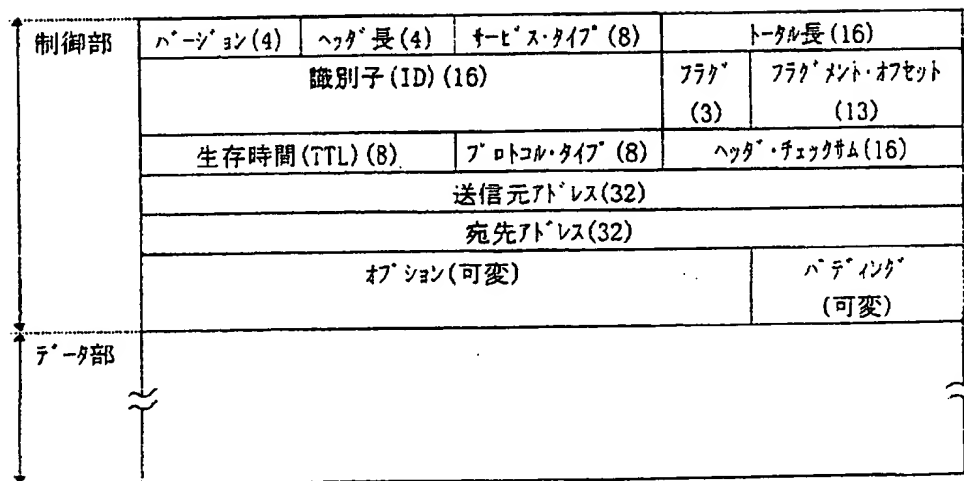 制御部 バージョン(4) ヘッダ長(4) サービス・タイプ(8) トータル長(16)
識別子(ID)(16) フラグ フラグメント・オフセット
(3) (13)
生存時間(TTL)(8) プロトコル・タイプ(8) ヘッダ・チェックサム(16)
送信元アドレス(32)
宛先アドレス(32)
オプション(可変) パディング
(可変)
データ部